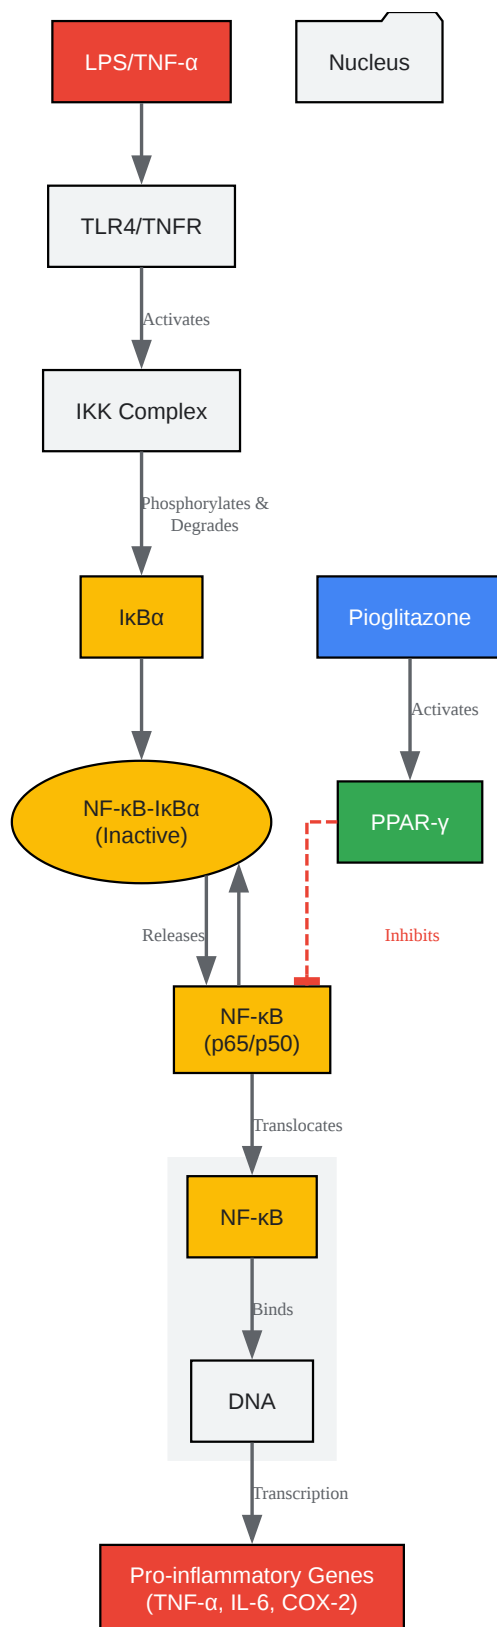 LPS/TNF-α
Nucleus
TLR4/TNFR
Activates
IKK Complex
Phosphorylates &
Degrades
IκBα
Pioglitazone
Activates
NF-κB-IκBα
(Inactive)
PPAR-γ
Releases
Inhibits
NF-κB
(p65/p50)
Translocates
NF-κB
Binds
DNA
Transcription
Pro-inflammatory Genes
(TNF-α, IL-6, COX-2)